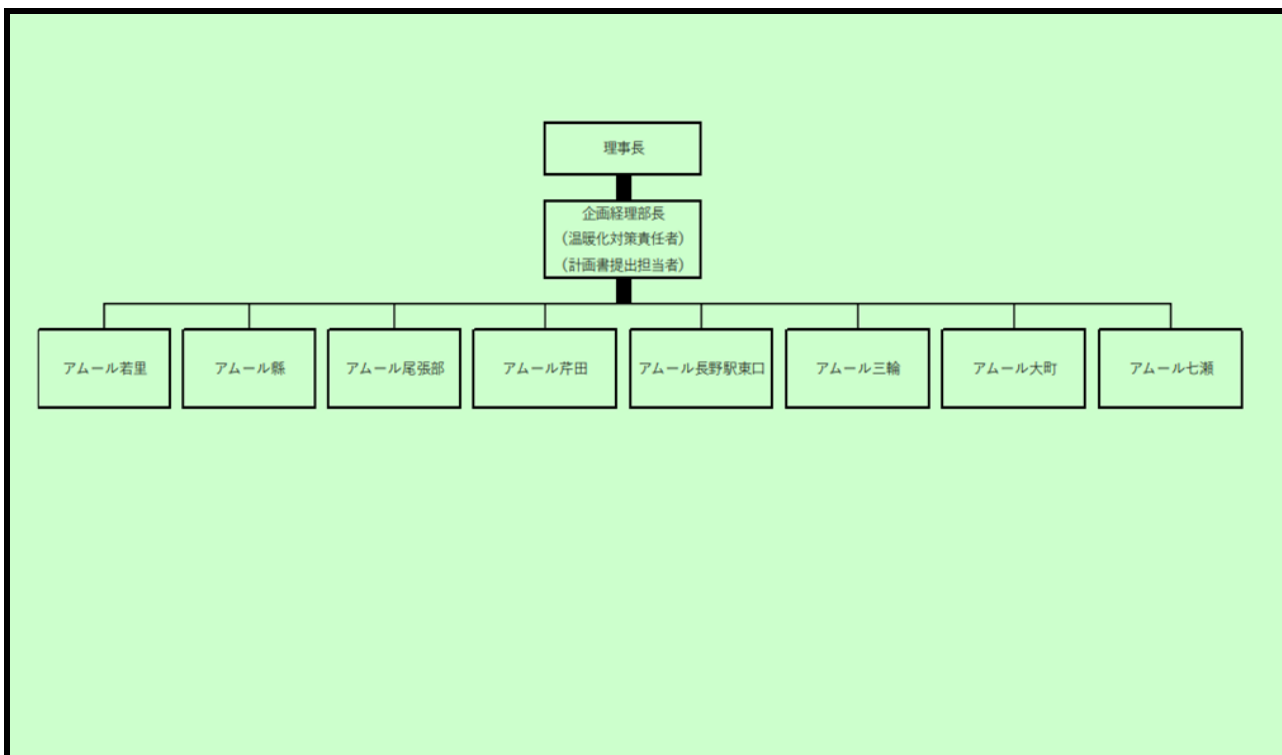 理事長
企画経理部長
（温暖化対策責任者）
（計画書提出担当者）
アムール若里
アムール縣
アムール尾張部
アムール芹田
アムール長野駅東口
アムール三輪
アムール大町
アムール七瀬